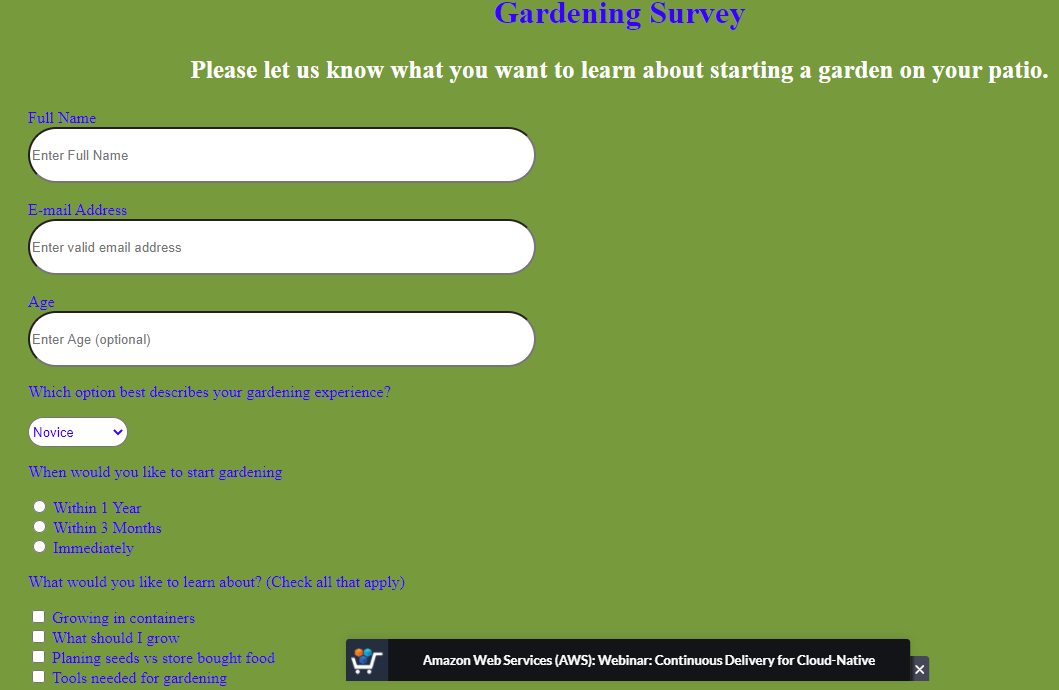 Gardening Survey
Please let us know what you want to learn about starting a garden on your patio.
Full Name
Enter Full Name
E-mail Address
Enter valid email address
Age
Enter Age (optional)
Which option best describes your gardening experience?
Novice
When would you like to start gardening
Within 1 Year
Within 3 Months
Immediately
What would you like to learn about? (Check all that apply)
Growing in containers
What should I grow
Planing seeds vs store bought food
Tools needed for gardening
Amazon Web Services (AWS): Webinar: Continuous Delivery for Cloud-Native